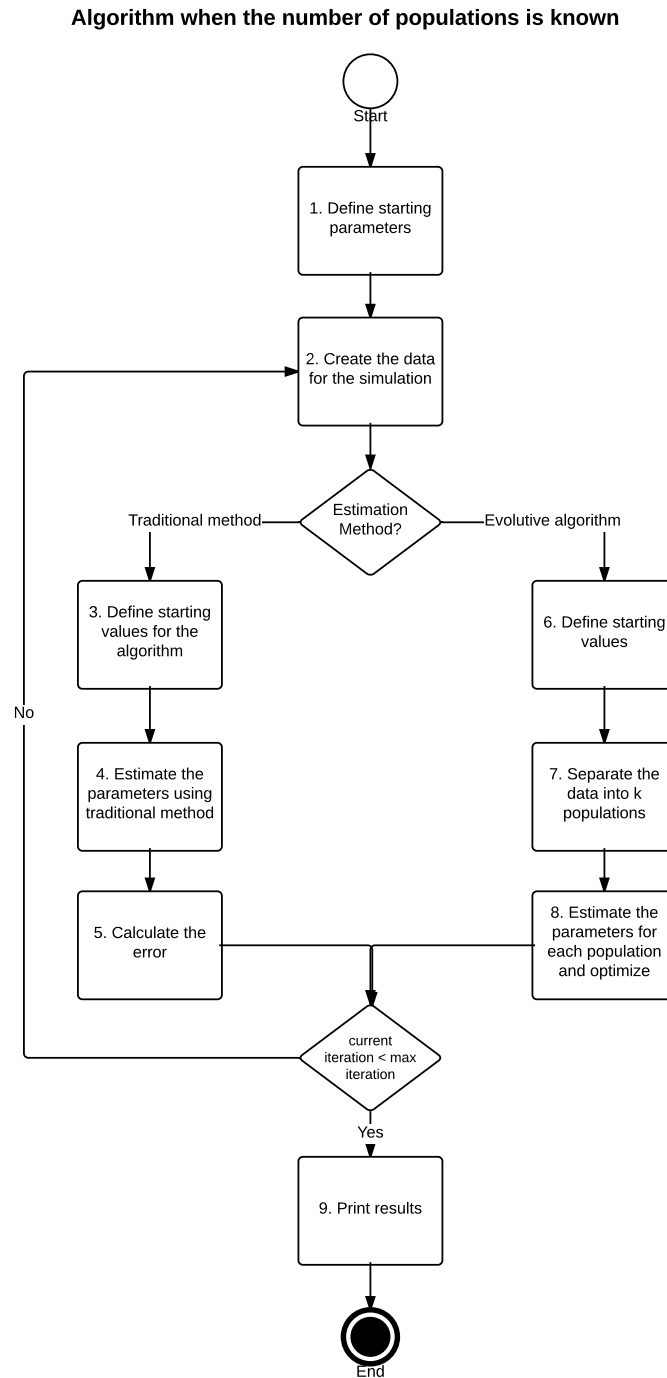 Algorithm when the number of populations is known
Start
1. Define starting
parameters
2. Create the data
for the simulation
Estimation
Method?
Traditional method
Evolutive algorithm
3. Define starting
values for the
algorithm
6. Define starting
values
No
4. Estimate the
parameters using
traditional method
7. Separate the
data into k
populations
5. Calculate the
error
8. Estimate the
parameters for
each population
and optimize
current
iteration < max
iteration
Yes
9. Print results
End